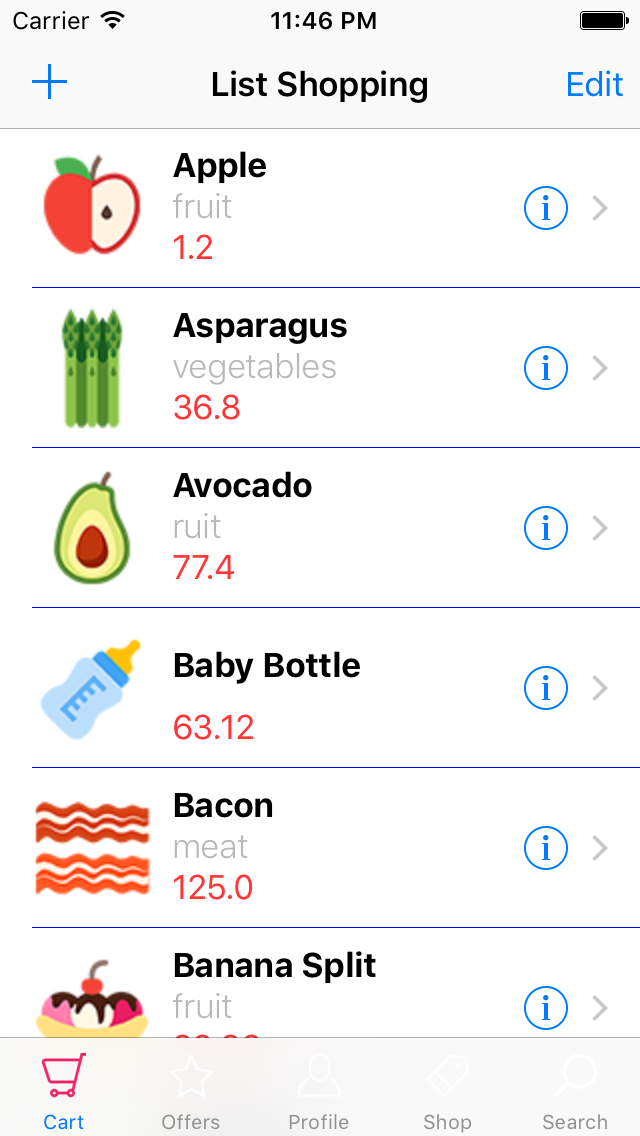 Carrier 11:46 PM
List Shopping Edit
Apple
fruit
1.2
Asparagus
vegetables
36.8
Avocado
ruit
77.4
Baby Bottle
63.12
Bacon
meat
125.0
Banana Split
fruit
Cart Offers Profile Shop Search